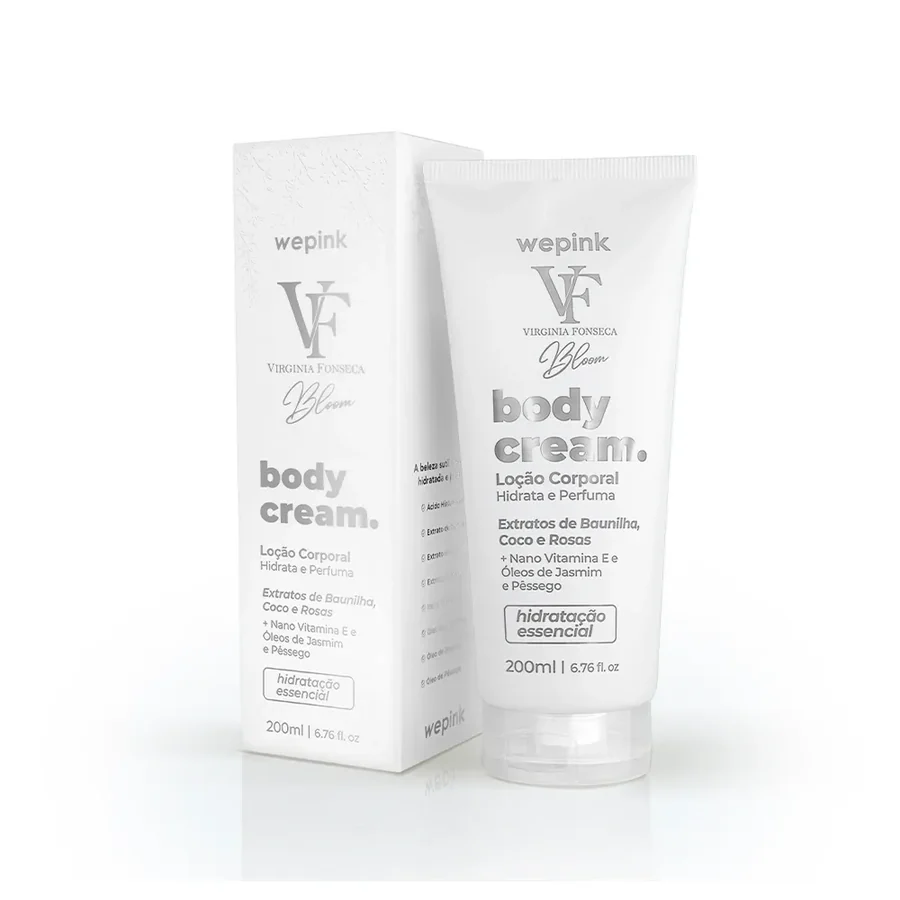 wepink
VF
VIRGINIA FONSECA
Bloom
body
cream.
Loção Corporal
Hidrata e Perfuma
Extratos de Baunilha,
Coco e Rosas
+ Nano Vitamina E e
Óleos de Jasmim
e Pêssego
hidratação
essencial
200ml | 6.76 fl. oz
A beleza
hidratada e
wepink
wepink
VF
VIRGINIA FONSECA
Bloom
body
cream.
Loção Corporal
Hidrata e Perfuma
Extratos de Baunilha,
Coco e Rosas
+ Nano Vitamina E e
Óleos de Jasmim
e Pêssego
hidratação
essencial
200ml | 6.76 fl. oz